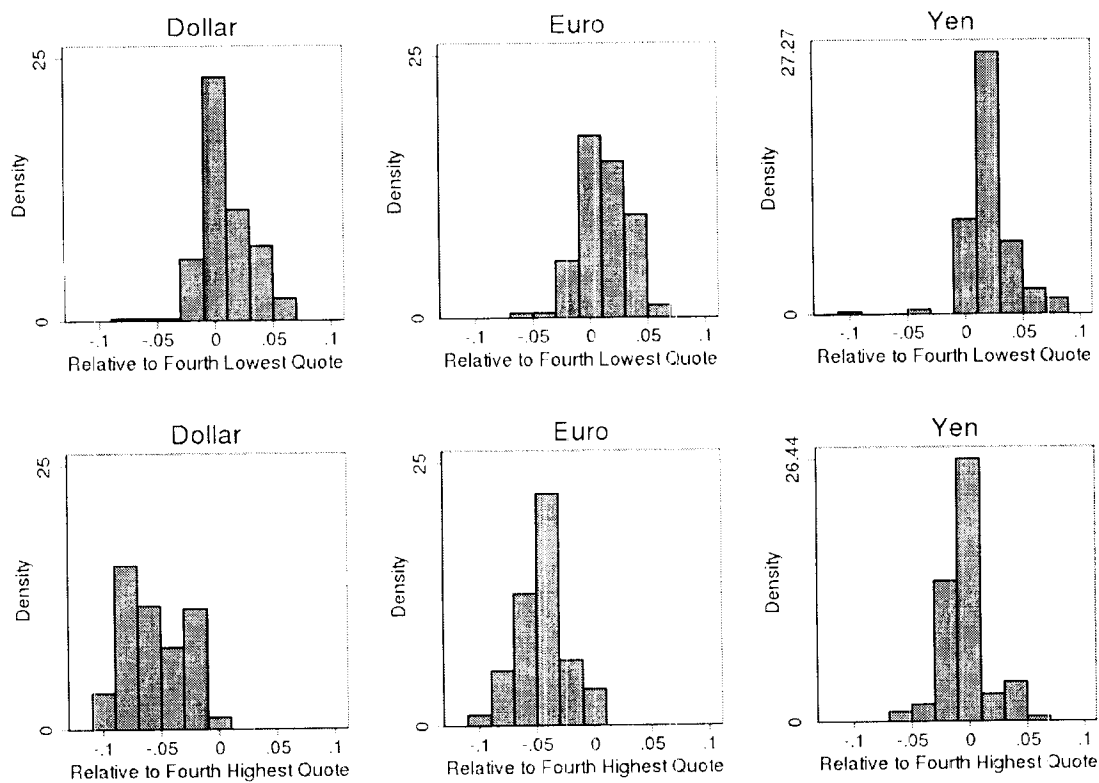 Dollar
25
Density
0
-.1 -.05 0 .05 .1
Relative to Fourth Lowest Quote
Euro
25
Density
0
-.1 -.05 0 .05 .1
Relative to Fourth Lowest Quote
Yen
27.27
Density
0
-.1 -.05 0 .05 .1
Relative to Fourth Lowest Quote
Dollar
25
Density
0
-.1 -.05 0 .05 .1
Relative to Fourth Highest Quote
Euro
25
Density
0
-.1 -.05 0 .05 .1
Relative to Fourth Highest Quote
Yen
26.44
Density
0
-.1 -.05 0 .05 .1
Relative to Fourth Highest Quote